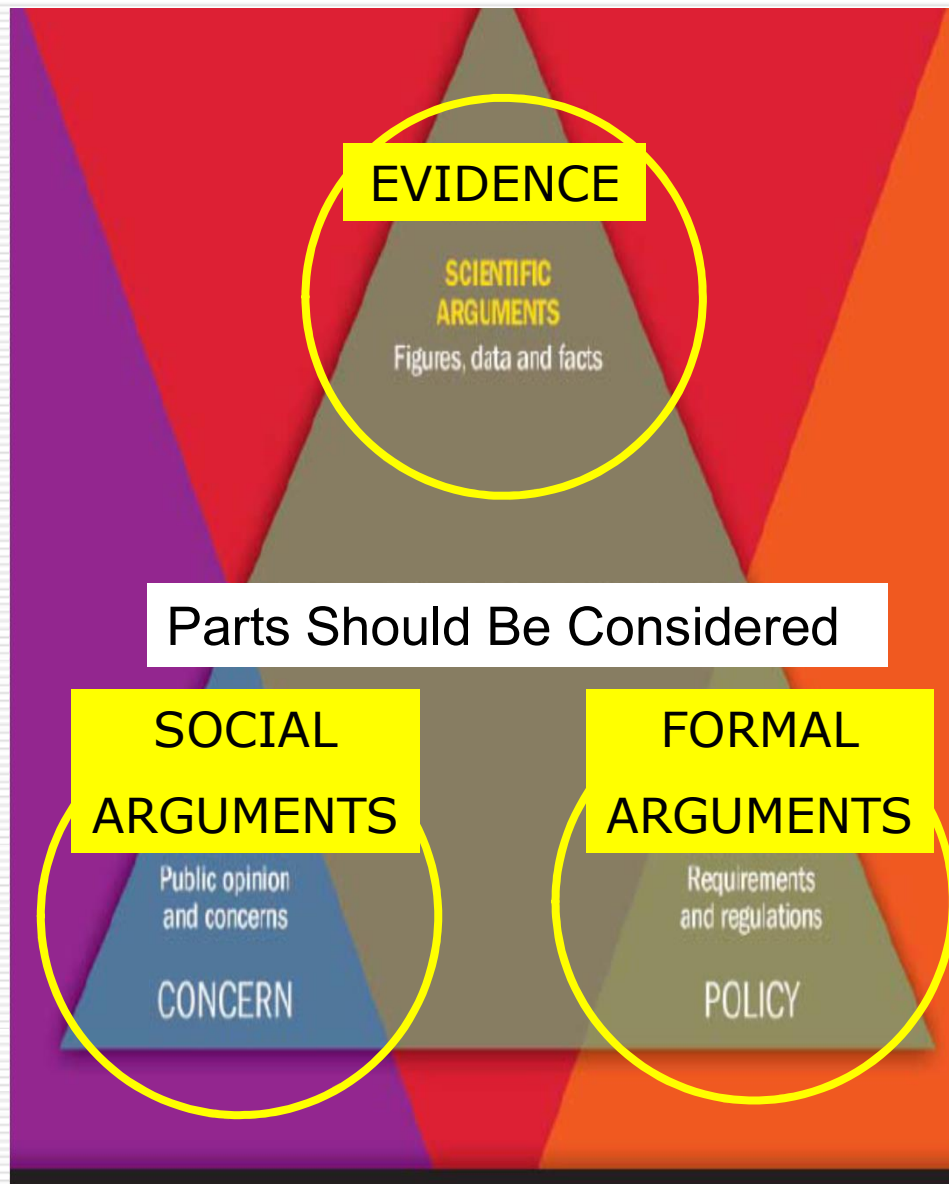 EVIDENCE
SCIENTIFIC
ARGUMENTS
Figures, data and facts
Parts Should Be Considered
SOCIAL
ARGUMENTS
Public opinion
and concerns
CONCERN
FORMAL
ARGUMENTS
Requirements
and regulations
POLICY